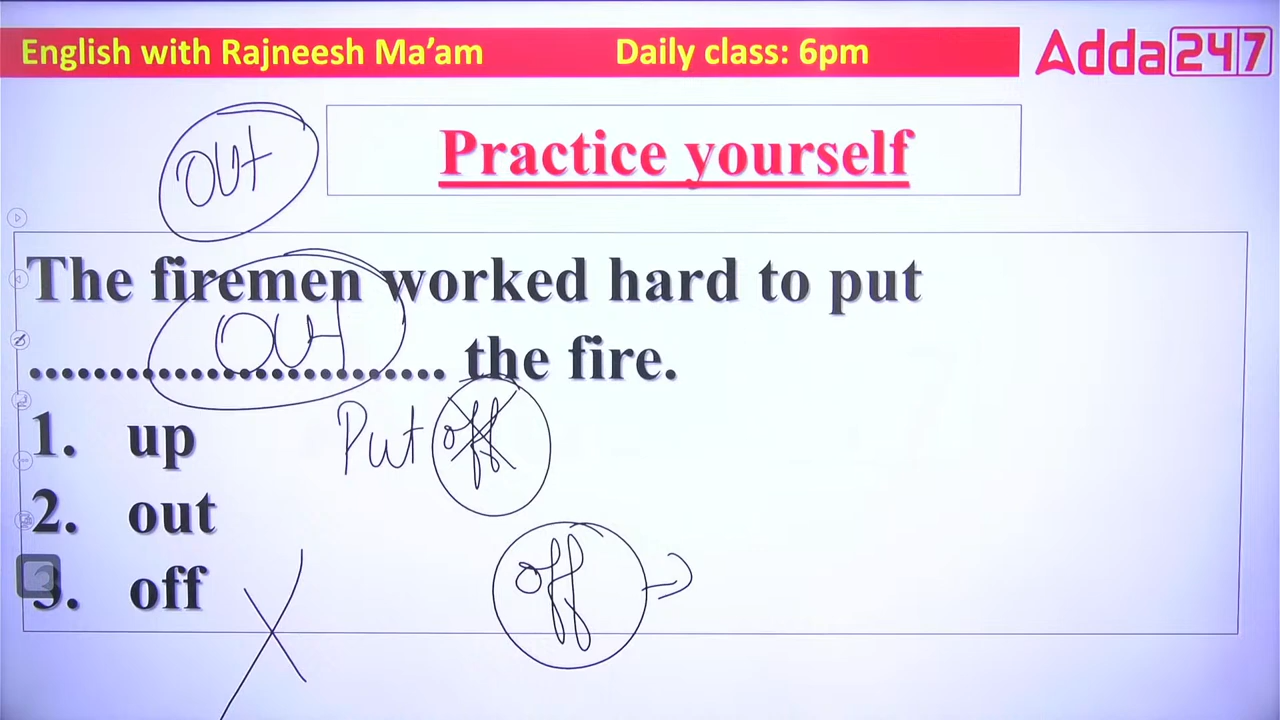 English with Rajneesh Ma’am Daily class: 6pm
Adda247
out
Practice yourself
The firemen worked hard to put
out
......................... the fire.
Put off
1. up
2. out
off
3. off